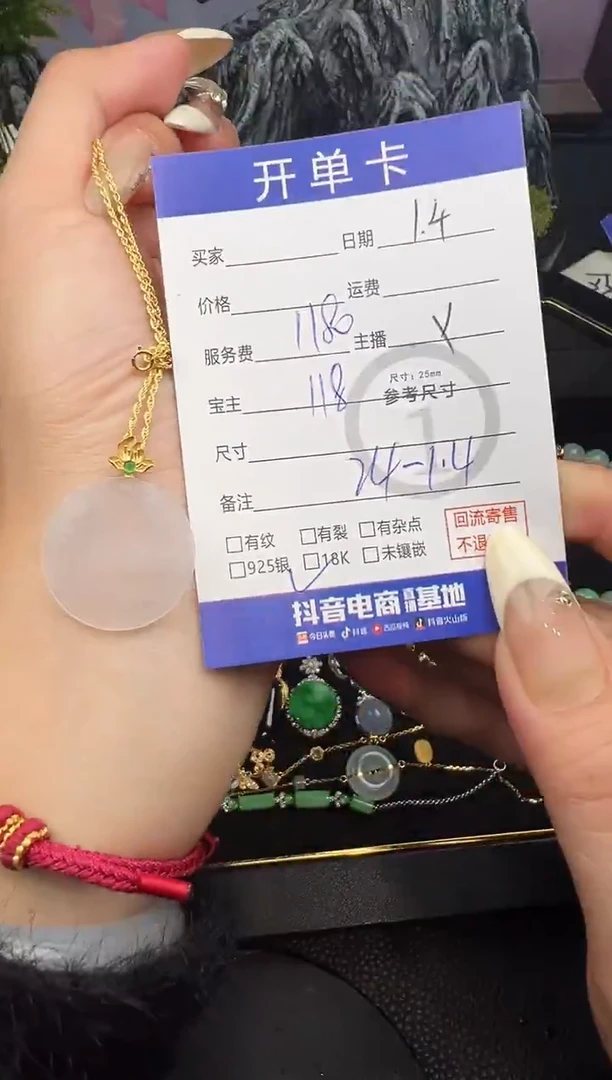 开单卡
买家 日期 1.4
价格 运费
服务费 1180 主播 Y
尺寸：25mm
宝主 118 参考尺寸
尺寸
备注 24-1.4
□有纹 □有裂 □有杂点
□925银 □18K □未镶嵌
回流寄售
不退
抖音电商直播基地
今日头条 抖音 西瓜视频 抖音火山版